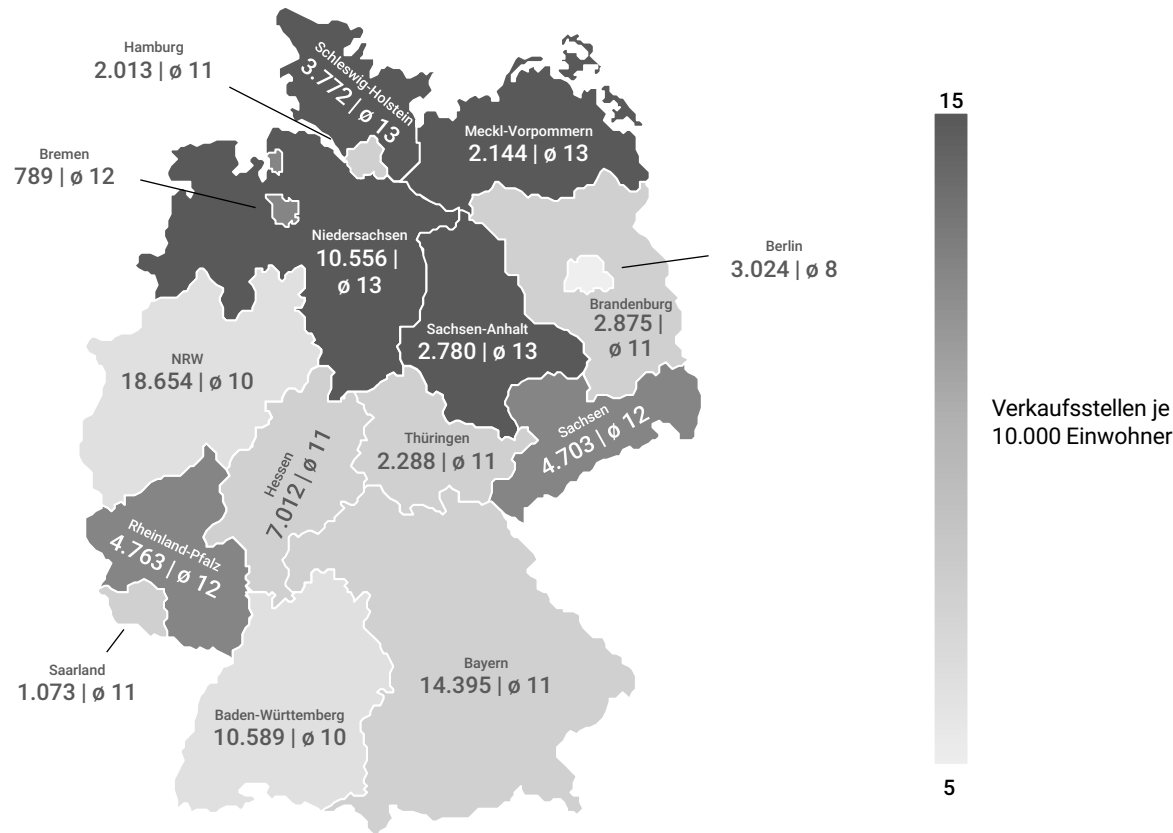 Hamburg
2.013 | ø 11
Schleswig-Holstein
3.772 | ø 13
Meckl-Vorpommern
2.144 | ø 13
Bremen
789 | ø 12
Niedersachsen
10.556 |
ø 13
Berlin
3.024 | ø 8
Brandenburg
2.875 |
ø 11
Sachsen-Anhalt
2.780 | ø 13
NRW
18.654 | ø 10
Sachsen
4.703 | ø 12
Thüringen
2.288 | ø 11
Hessen
7.012 | ø 11
Rheinland-Pfalz
4.763 | ø 12
Saarland
1.073 | ø 11
Bayern
14.395 | ø 11
Baden-Württemberg
10.589 | ø 10
15
Verkaufsstellen je
10.000 Einwohner
5